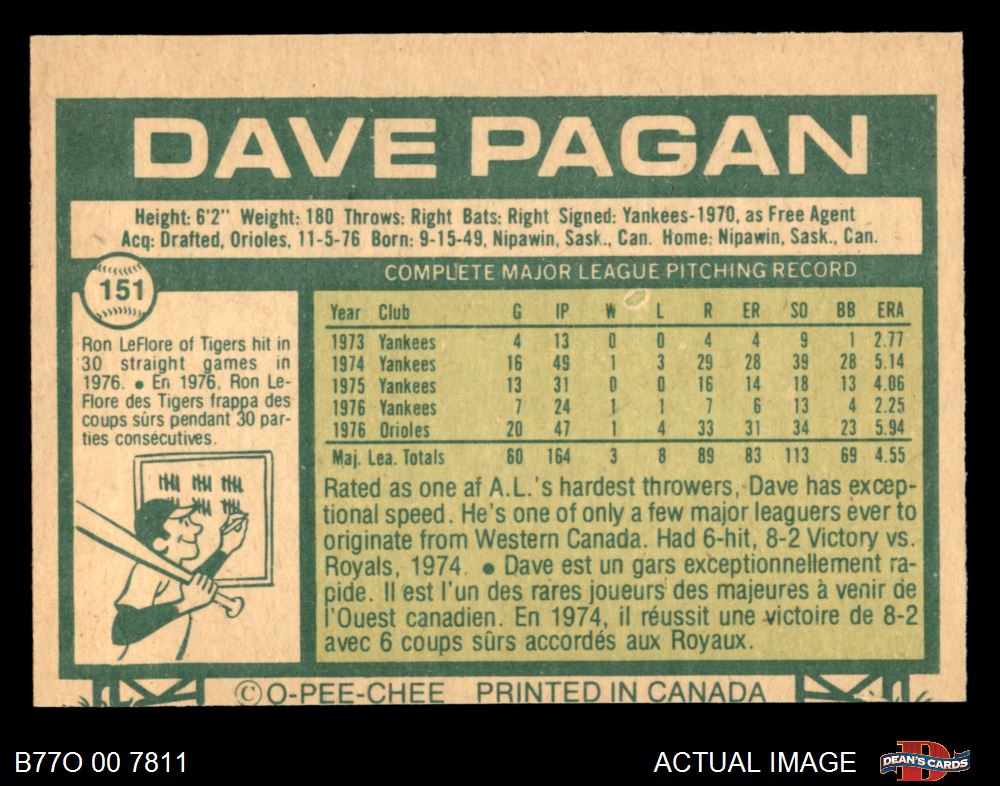 DAVE PAGAN
Height: 6'2" Weight: 180 Throws: Right Bats: Right Signed: Yankees-1970, as Free Agent
Acq: Drafted, Orioles, 11-5-76 Born: 9-15-49, Nipawin, Sask., Can. Home: Nipawin, Sask., Can.
151
Ron LeFlore of Tigers hit in
30 straight games in
1976. ● En 1976, Ron Le-
Flore des Tigers frappa des
coups sûrs pendant 30 par-
ties consécutives.
COMPLETE MAJOR LEAGUE PITCHING RECORD
Year Club G IP W L R ER SO BB ERA
1973 Yankees 4 13 0 0 4 4 9 1 2.77
1974 Yankees 16 49 1 3 29 28 39 28 5.14
1975 Yankees 13 31 0 0 16 14 18 13 4.06
1976 Yankees 7 24 1 1 7 6 13 4 2.25
1976 Orioles 20 47 1 4 33 31 34 23 5.94
Maj. Lea. Totals 60 164 3 8 89 83 113 69 4.55
Rated as one af A.L.'s hardest throwers, Dave has excep-
tional speed. He's one of only a few major leaguers ever to
originate from Western Canada. Had 6-hit, 8-2 Victory vs.
Royals, 1974. ● Dave est un gars exceptionnellement ra-
pide. Il est l'un des rares joueurs des majeures à venir de
l'Ouest canadien. En 1974, il réussit une victoire de 8-2
avec 6 coups sûrs accordés aux Royaux.
© O-PEE-CHEE PRINTED IN CANADA
B77O 00 7811
ACTUAL IMAGE
D
DEAN'S CARDS